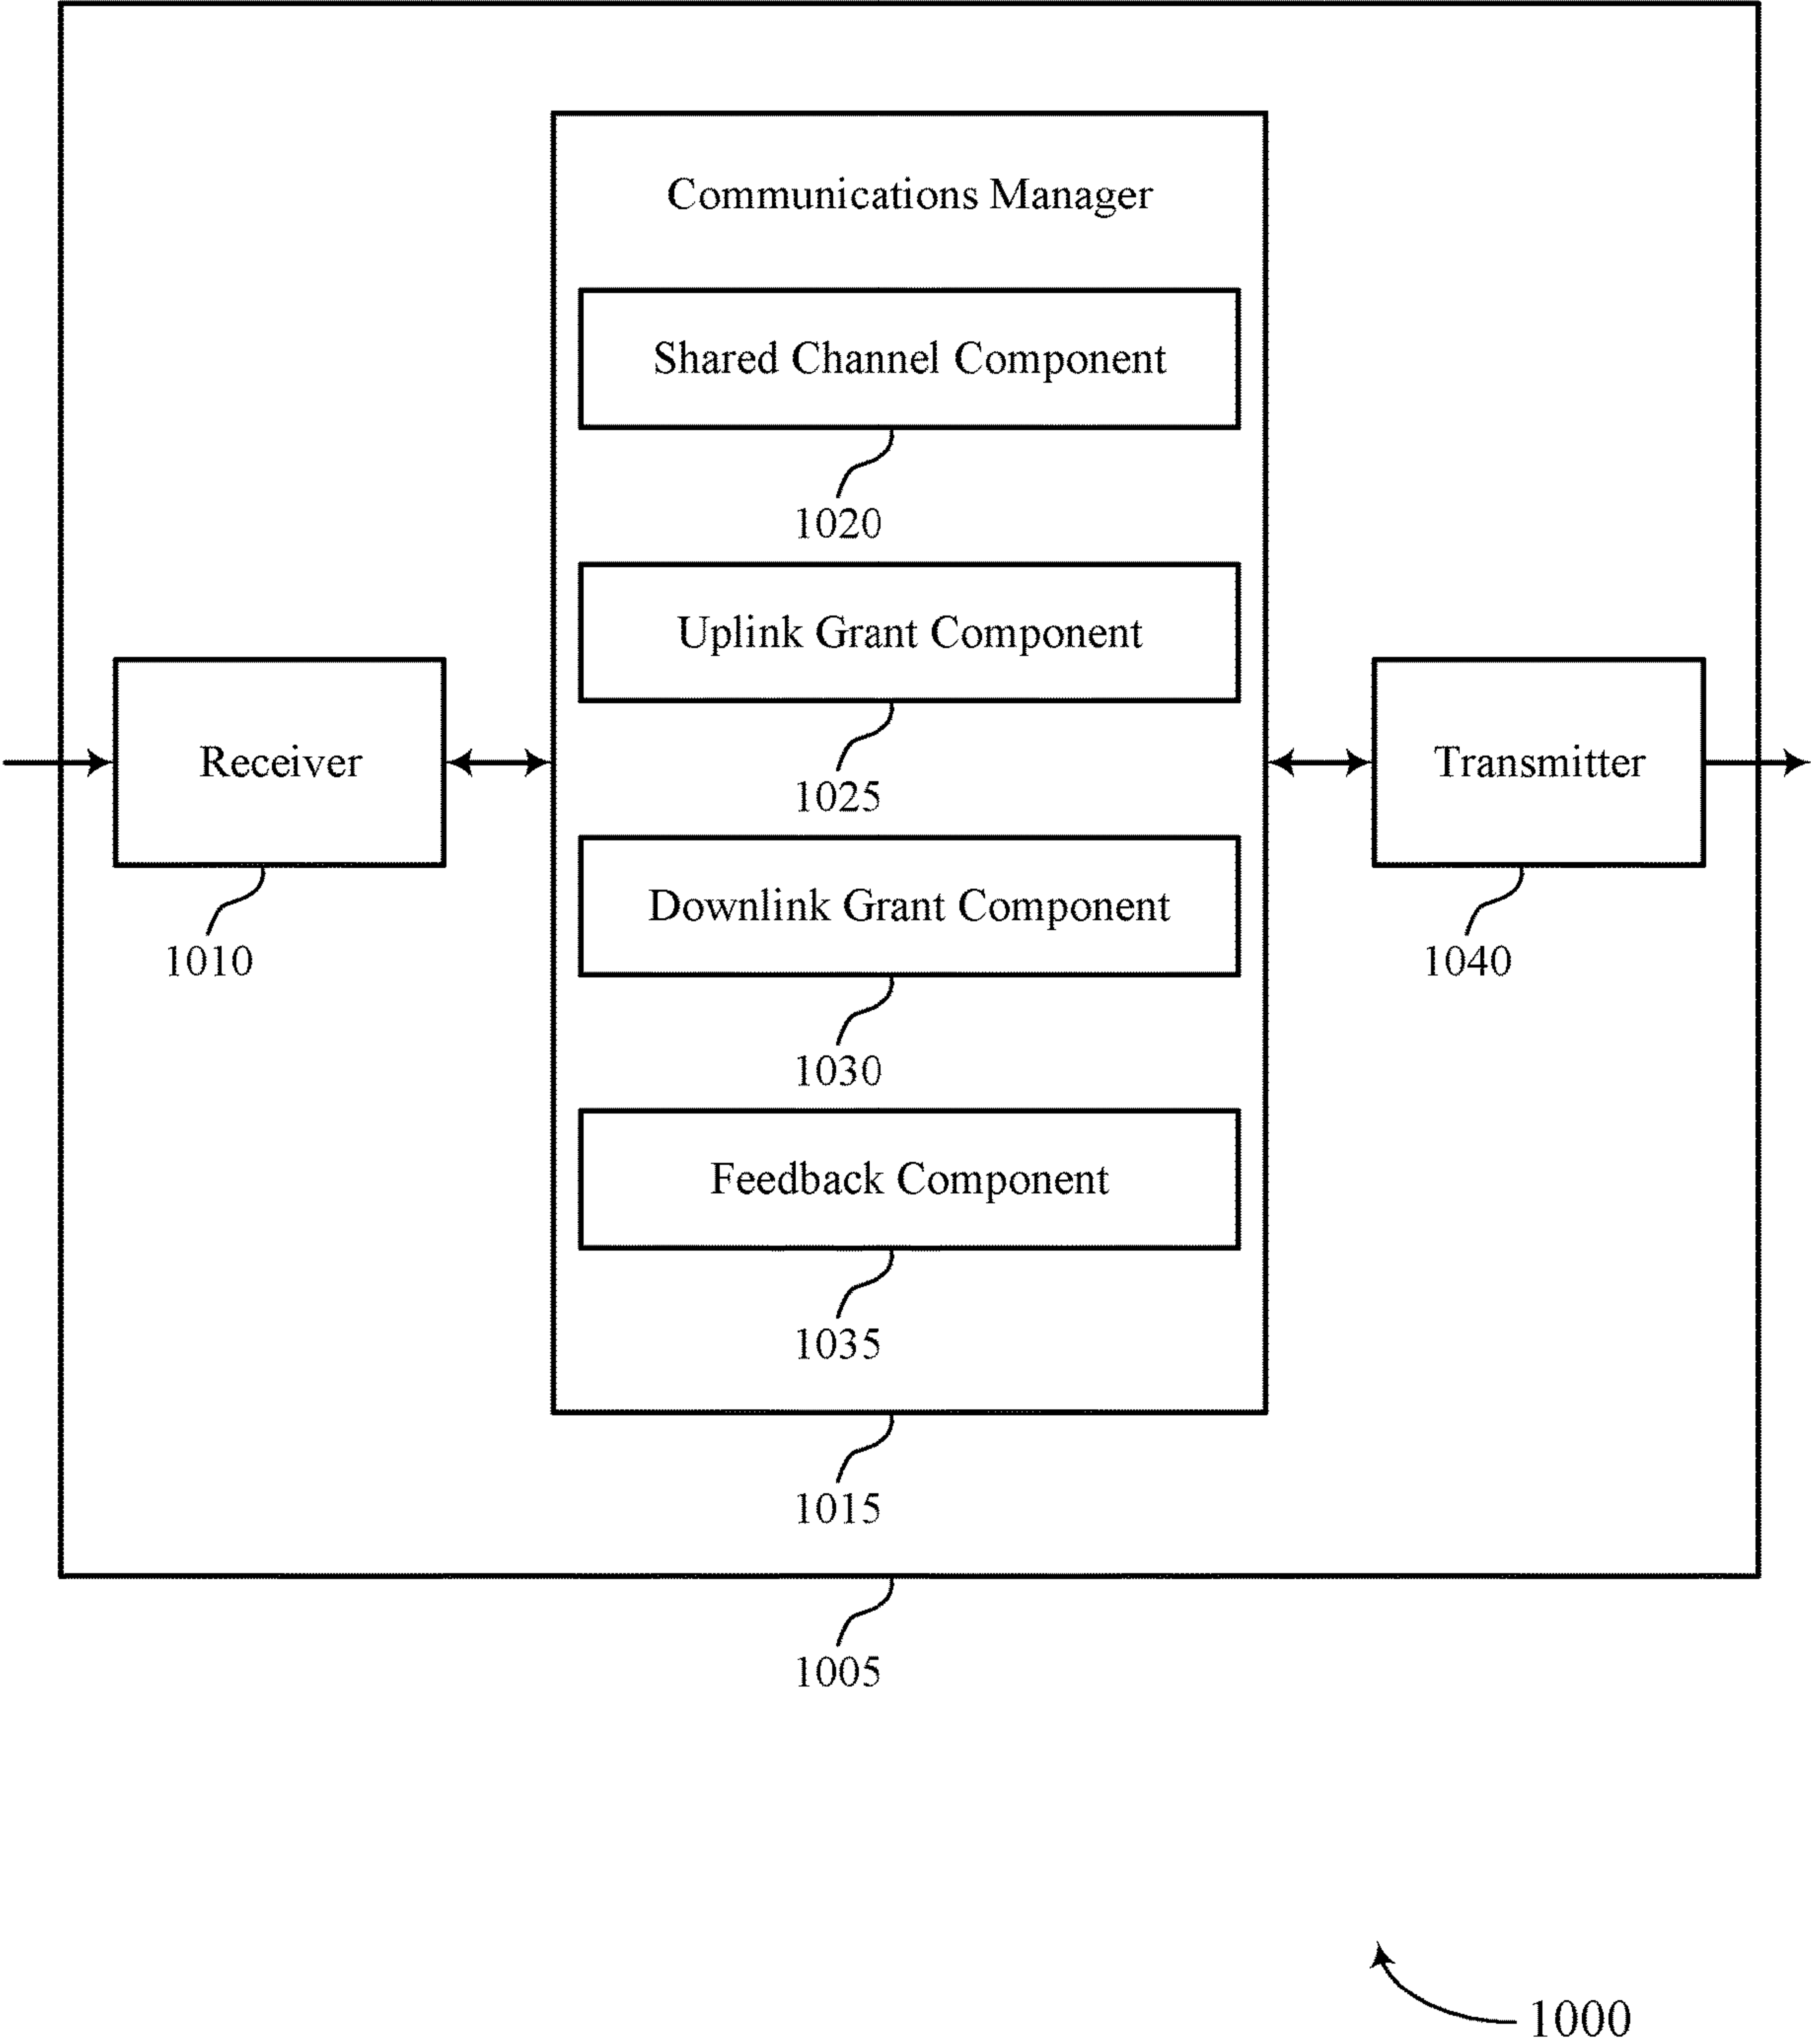 Communications Manager
Shared Channel Component
1020
Uplink Grant Component
1025
Receiver
Transmitter
Downlink Grant Component
1010
1040
1030
Feedback Component
1035
1015
1005
1000